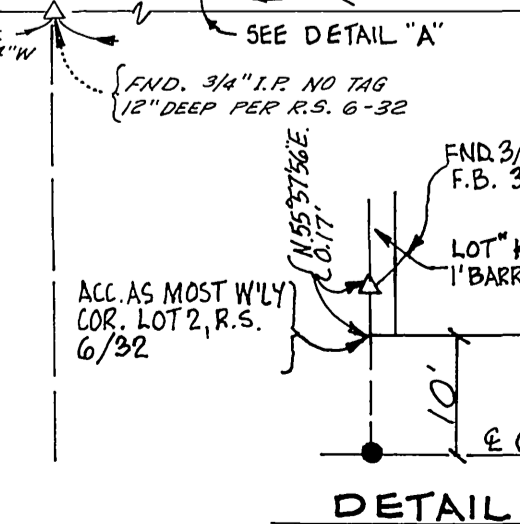 "W
SEE DETAIL "A"
FND. 3/4" I.P. NO TAG
12" DEEP PER R.S. 6-32
N.55°37'56"E.
0.17'
FND. 3/
F.B. 3
LOT "
1' BARR
ACC. AS MOST W'LY
COR. LOT 2, R.S.
6/32
10'
℄
DETAIL